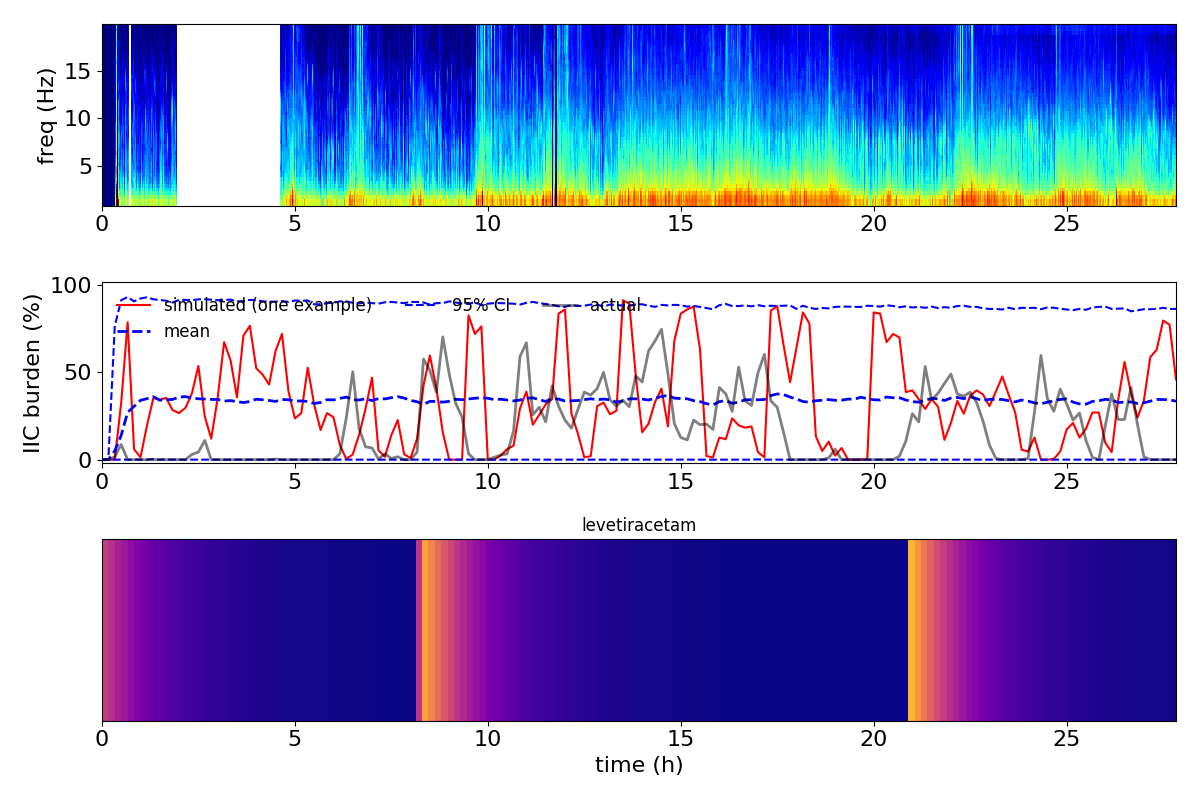 freq (Hz)
15
10
5
0 5 10 15 20 25
IIC burden (%)
100
50
0
simulated (one example) 95% CI actual
mean
0 5 10 15 20 25
levetiracetam
0 5 10 15 20 25
time (h)